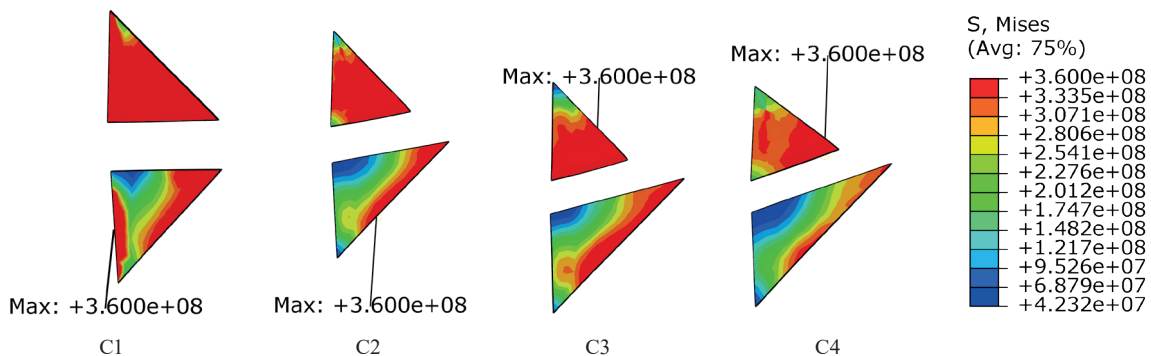 S, Mises
(Avg: 75%)
+3.600e+08
+3.335e+08
+3.071e+08
+2.806e+08
+2.541e+08
+2.276e+08
+2.012e+08
+1.747e+08
+1.482e+08
+1.217e+08
+9.526e+07
+6.879e+07
+4.232e+07
Max: +3.600e+08
Max: +3.600e+08
Max: +3.600e+08
Max: +3.600e+08
C1
C2
C3
C4